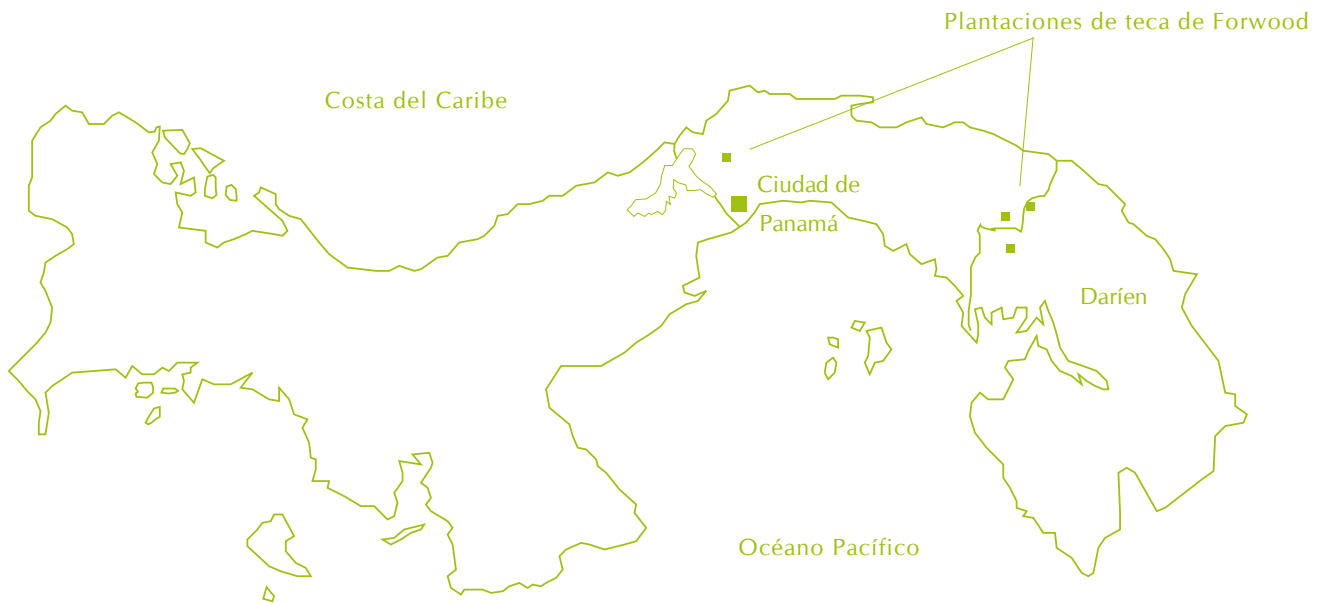 Plantaciones de teca de Forwood
Costa del Caribe
Ciudad de
Panamá
Daríen
Océano Pacífico